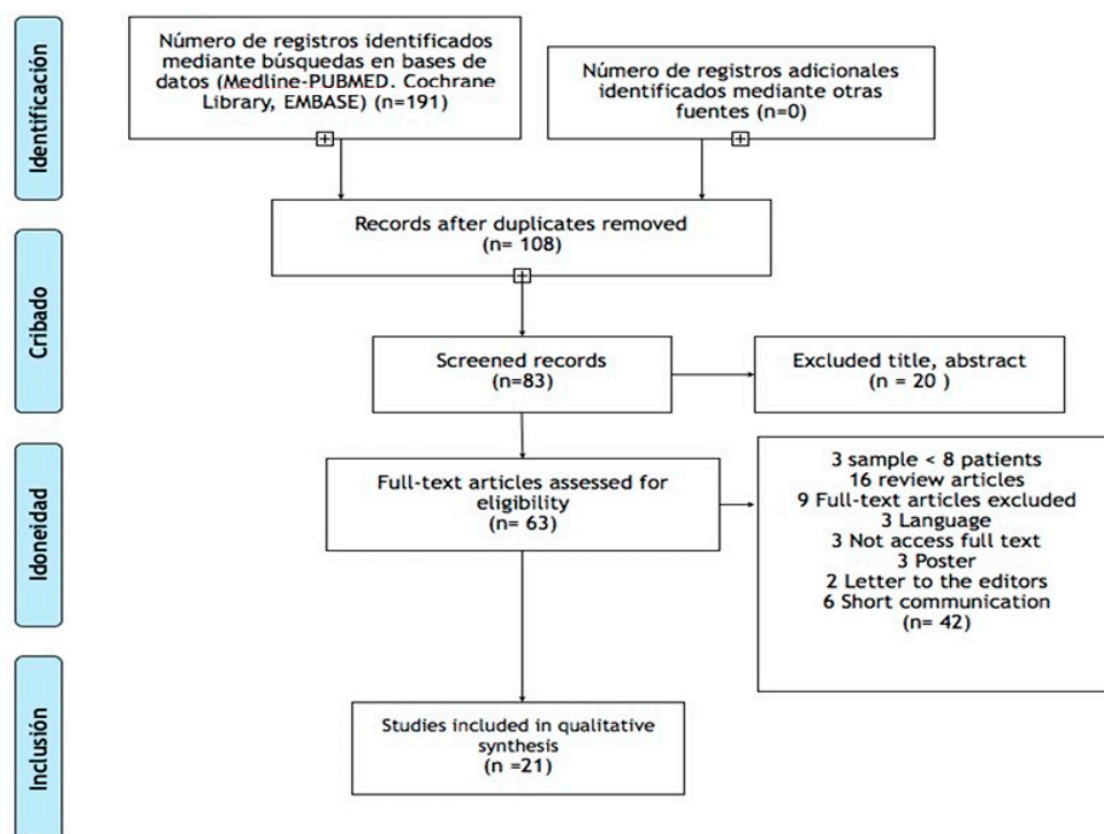 Identificación
Número de registros identificados
mediante búsquedas en bases de
datos (Medline-PUBMED. Cochrane
Library, EMBASE) (n=191)
Número de registros adicionales
identificados mediante otras
fuentes (n=0)
Records after duplicates removed
(n= 108)
Cribado
Screened records
(n=83)
Excluded title, abstract
(n = 20 )
Idoneidad
Full-text articles assessed for
eligibility
(n= 63)
3 sample < 8 patients
16 review articles
9 Full-text articles excluded
3 Language
3 Not access full text
3 Poster
2 Letter to the editors
6 Short communication
(n= 42)
Inclusión
Studies included in qualitative
synthesis
(n =21)